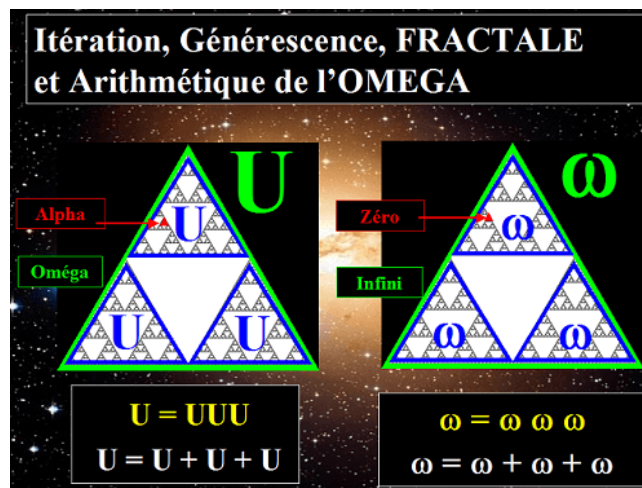 Itération, Générescence, FRACTALE
et Arithmétique de l'OMEGA
U
Alpha
U
Oméga
U
U
U = UUU
U = U + U + U
ω
Zéro
ω
Infini
ω
ω
ω = ω ω ω
ω = ω + ω + ω